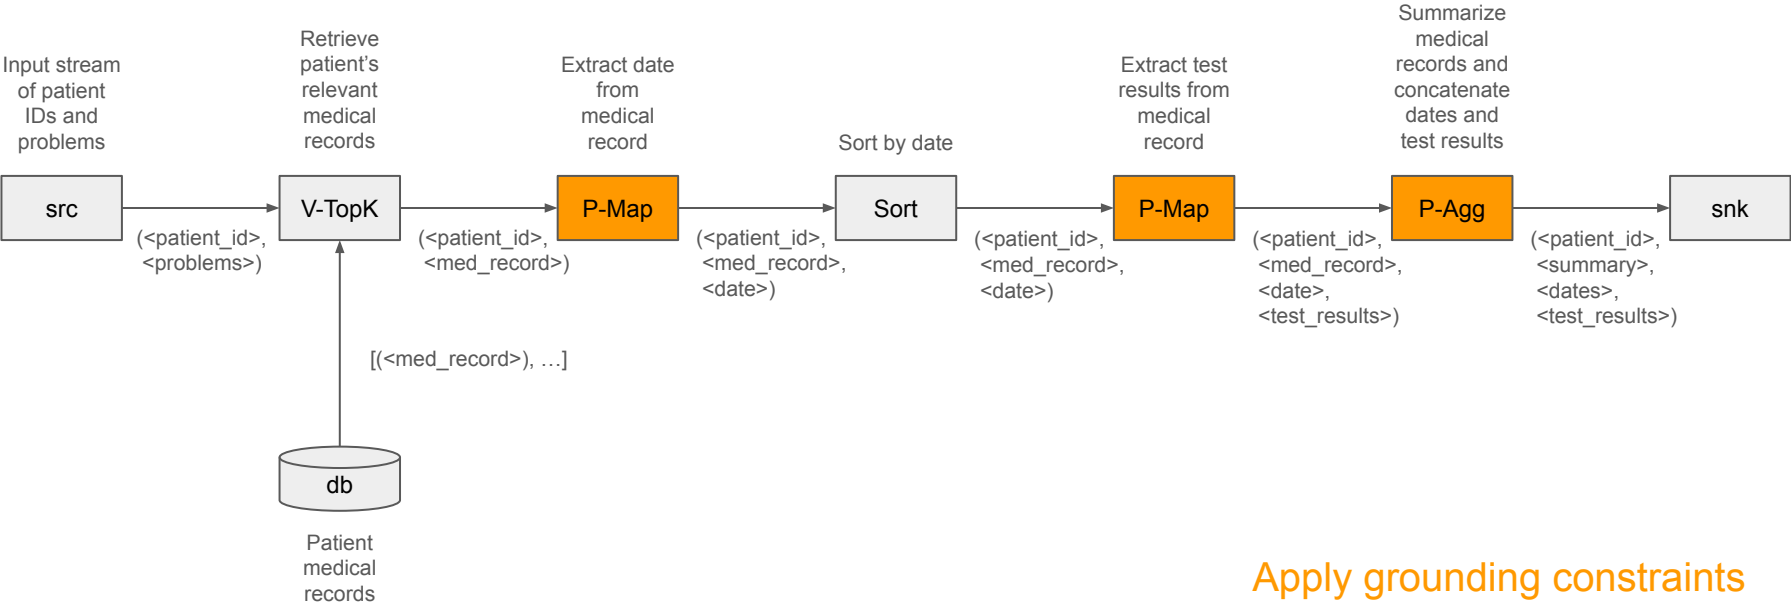 Input stream
of patient
IDs and
problems
src
(<patient_id>,
<problems>)
Retrieve
patient's
relevant
medical
records
V-TopK
(<patient_id>,
<med_record>)
[(<med_record>), …]
db
Patient
medical
records
Extract date
from
medical
record
P-Map
(<patient_id>,
<med_record>,
<date>)
Sort by date
Sort
(<patient_id>,
<med_record>,
<date>)
Extract test
results from
medical
record
P-Map
(<patient_id>,
<med_record>,
<date>,
<test_results>)
Summarize
medical
records and
concatenate
dates and
test results
P-Agg
(<patient_id>,
<summary>,
<dates>,
<test_results>)
snk
Apply grounding constraints